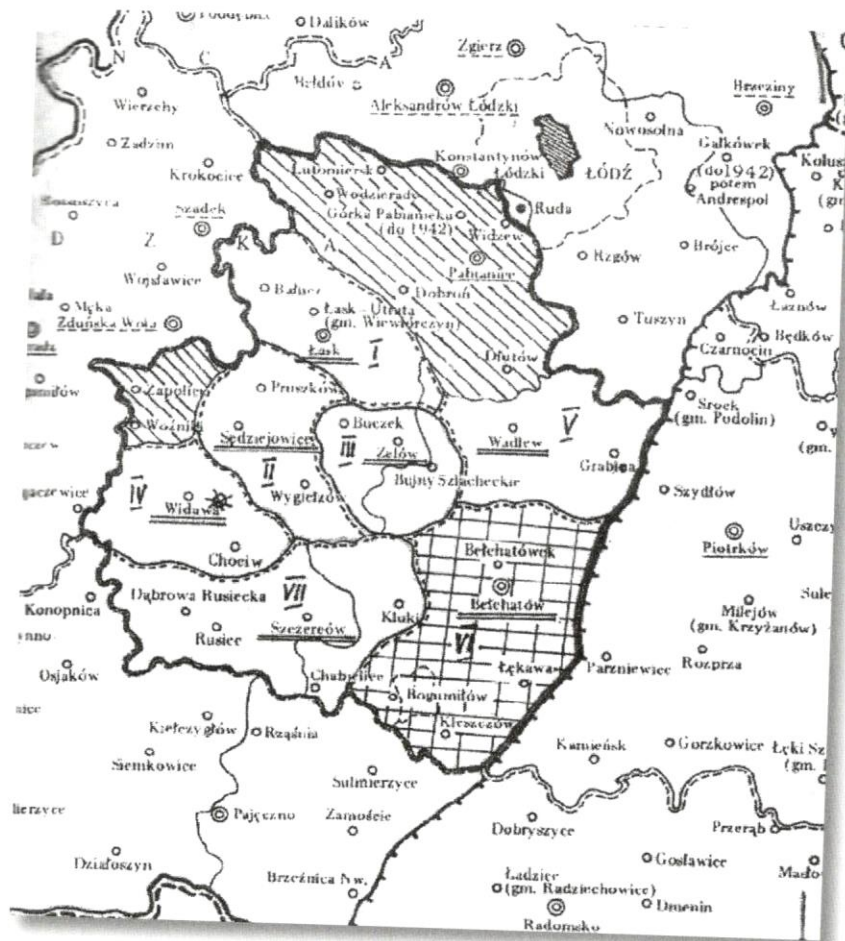 Dalików
N
C
J
A
Zgierz
Brzeziny
Wierzchy
Aleksandrów Łódzki
Nowosolna
Zadzim
Gałkówek
(do 1942)
potem
Andrespol
Krokocice
Konstantynów
Łódzki
ŁÓDŹ
Lutomiersk
Wodzierady
Szadek
Górka Pabianicka
(do 1942)
Ruda
Widzew
D
Z
K
A
Pabianice
Rzgów
Brójce
Wojsławice
Bałucz
Dobroń
Łask - Utrata
(gm. Wiewiórczyn)
Męka
Zduńska Wola
Łask
I
Tuszyn
Łaznów
Będków
Czarnocin
Dłutów
Zapolice
Pruszków
Srock
(gm. Podolin)
Woźniki
Sędziejowice
Buczek
III
Zelów
Wadlew
V
Grabica
II
Bujny Szlacheckie
IV
Widawa
Wygiełzów
Szydłów
Chociw
Bełchatówek
Piotrków
VII
Dąbrowa Rusiecka
Bełchatów
Konopnica
Rusiec
Szczerców
Kluki
VI
Milejów
(gm. Krzyżanów)
Osjaków
Chabielice
Łękawa
Parzniewice
Rozprza
Bogumiłów
Kleszczów
Kiełczygłów
Rząśnia
Kamieńsk
Gorzkowice
Siemkowice
Sulmierzyce
Pajęczno
Zamoście
Dobryszyce
Przerąb
Działoszyn
Gosławice
Brzeźnica Nw.
Ładzice
(gm. Radziechowice)
Radomsko
Dmenin